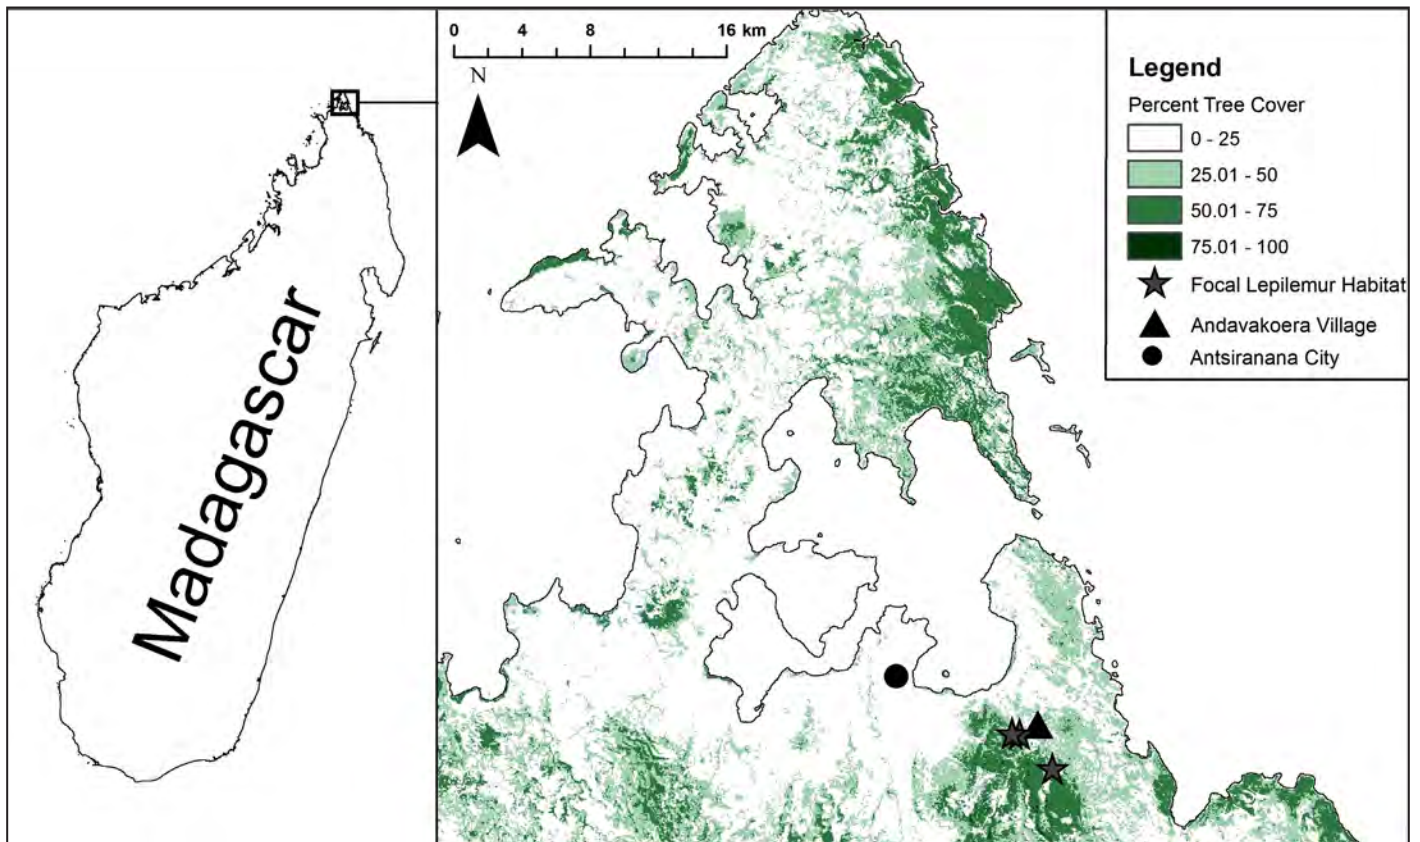 Madagascar
0 4 8 16 km
N
Legend
Percent Tree Cover
0 - 25
25.01 - 50
50.01 - 75
75.01 - 100
Focal Lepilemur Habitat
Andavakoera Village
Antsiranana City